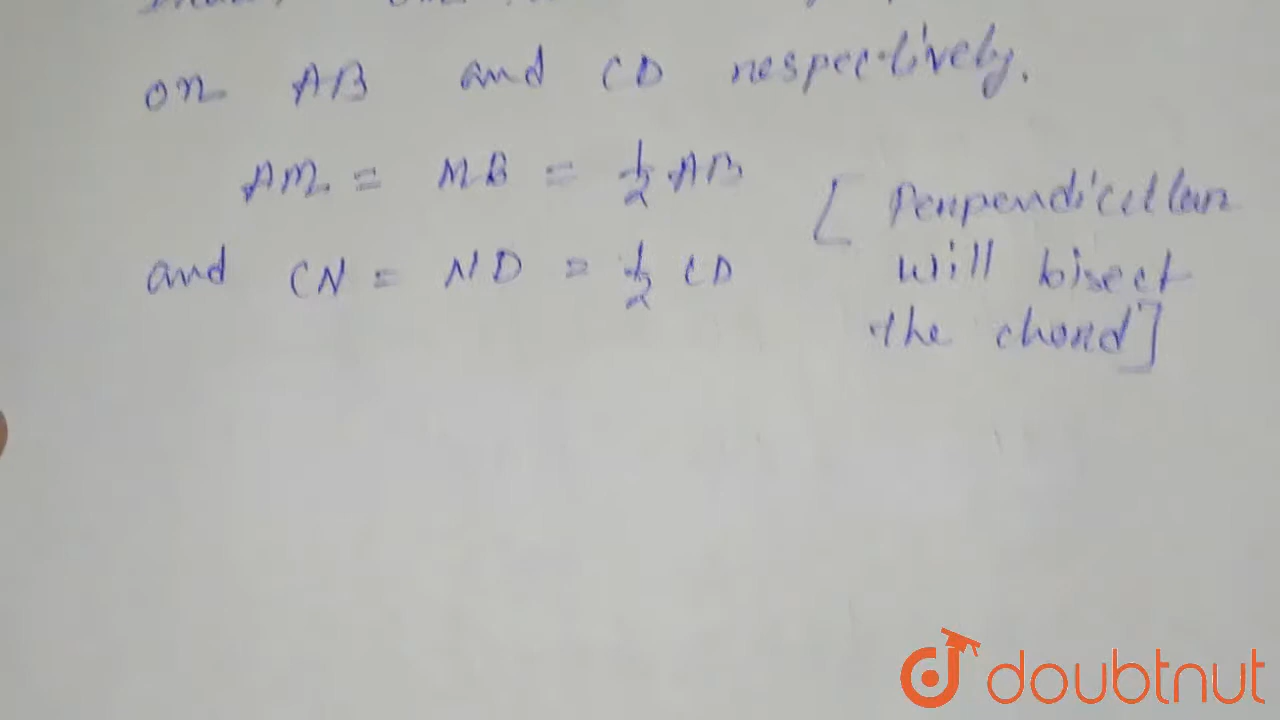 on AB and CD respectively.
AM = MB = 1/2 AB
[ Perpendicular
and CN = ND = 1/2 CD
will bisect
the chord]
doubtnut